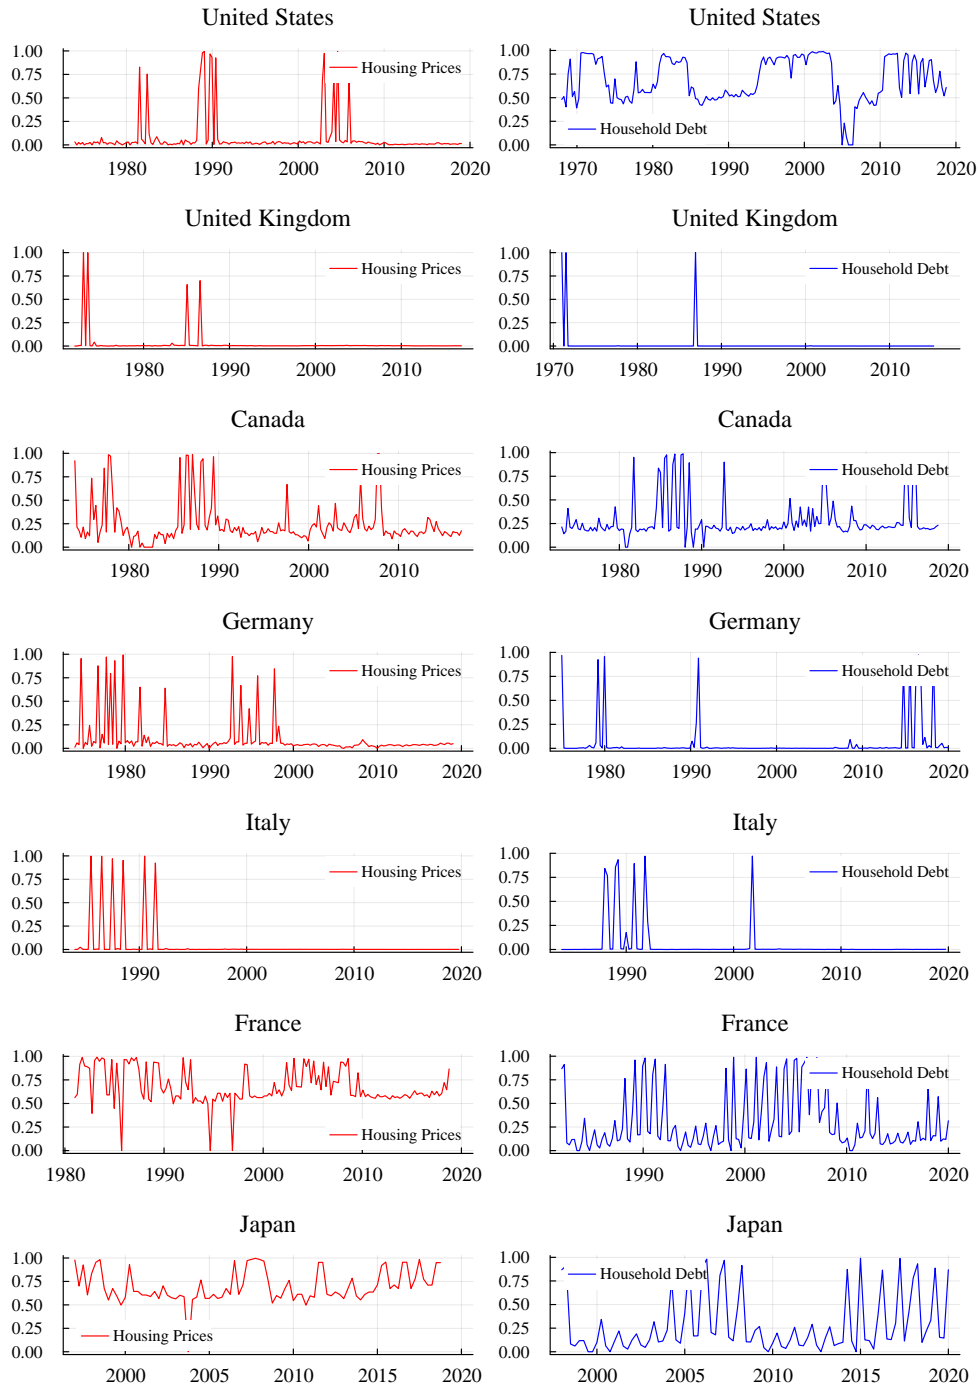 United States United States
1.00 1.00
Housing Prices
0.75 0.75
0.50 0.50
0.25 0.25
Household Debt
0.00 0.00
1980 1990 2000 2010 2020 1970 1980 1990 2000 2010 2020
United Kingdom United Kingdom
1.00 1.00
Housing Prices Household Debt
0.75 0.75
0.50 0.50
0.25 0.25
0.00 0.00
1980 1990 2000 2010 1970 1980 1990 2000 2010
Canada Canada
1.00 1.00
Housing Prices Household Debt
0.75 0.75
0.50 0.50
0.25 0.25
0.00 0.00
1980 1990 2000 2010 1980 1990 2000 2010 2020
Germany Germany
1.00 1.00
Housing Prices Household Debt
0.75 0.75
0.50 0.50
0.25 0.25
0.00 0.00
1980 1990 2000 2010 2020 1980 1990 2000 2010 2020
Italy Italy
1.00 1.00
Housing Prices Household Debt
0.75 0.75
0.50 0.50
0.25 0.25
0.00 0.00
1990 2000 2010 2020 1990 2000 2010 2020
France France
1.00 1.00
Household Debt
0.75 0.75
0.50 0.50
0.25 0.25
Housing Prices
0.00 0.00
1980 1990 2000 2010 2020 1990 2000 2010 2020
Japan Japan
1.00 1.00
Household Debt
0.75 0.75
0.50 0.50
0.25 0.25
Housing Prices
0.00 0.00
2000 2005 2010 2015 2020 2000 2005 2010 2015 2020